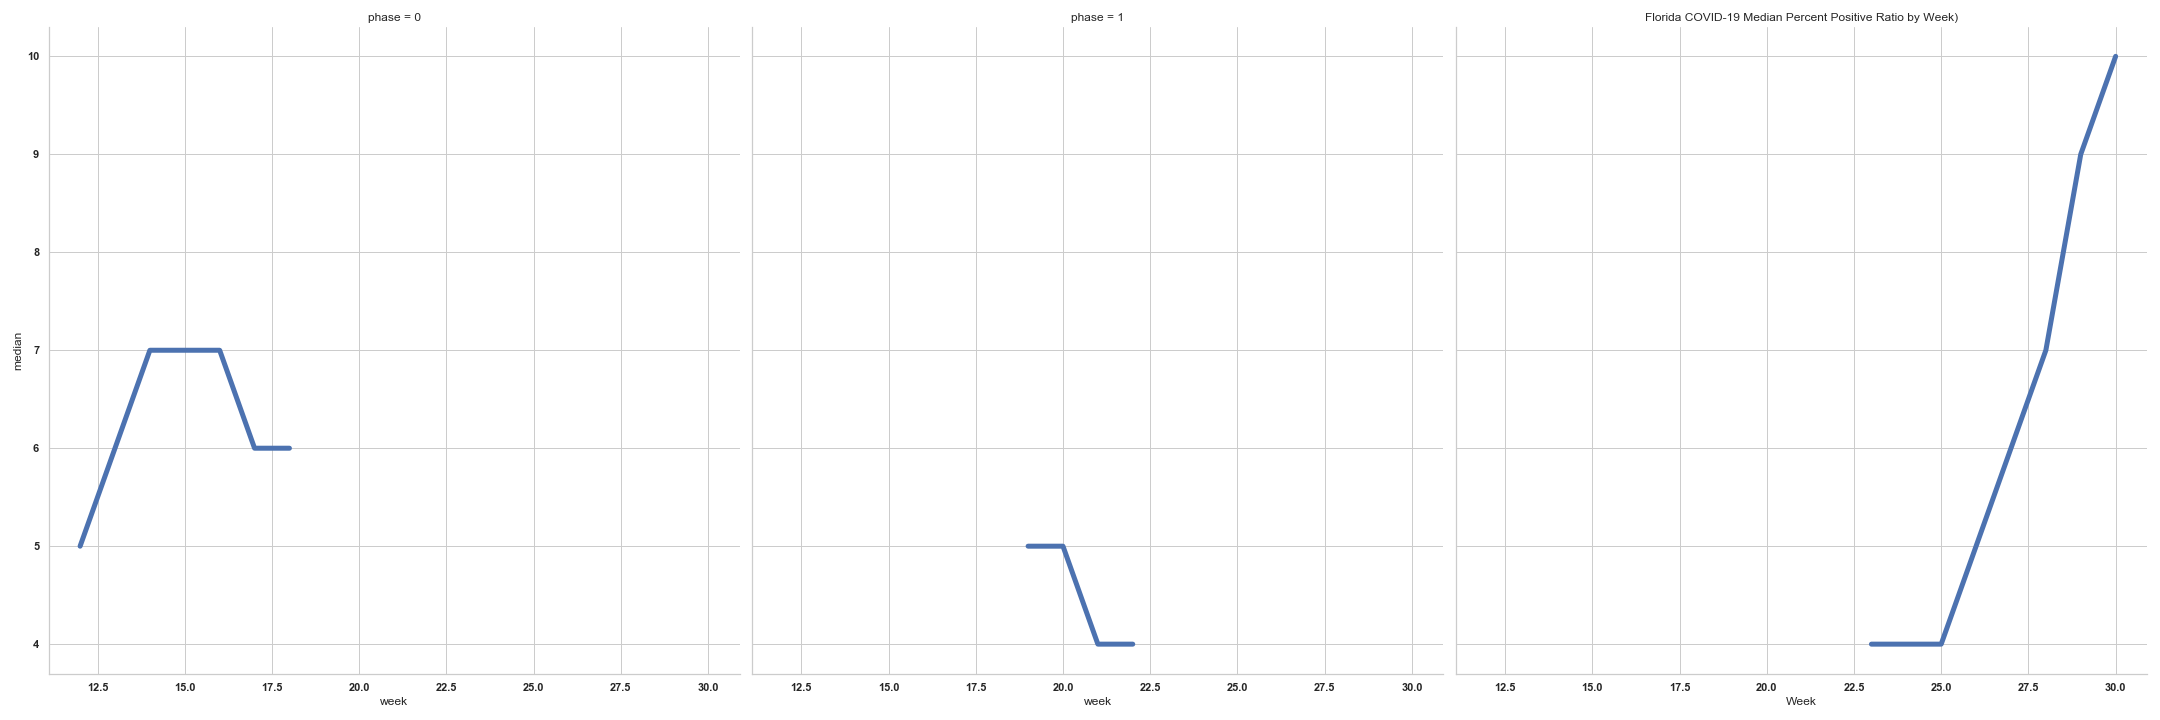 phase = 0
phase = 1
Florida COVID-19 Median Percent Positive Ratio by Week)
10
9
8
7
6
5
4
median
12.5 15.0 17.5 20.0 22.5 25.0 27.5 30.0
week
12.5 15.0 17.5 20.0 22.5 25.0 27.5 30.0
week
12.5 15.0 17.5 20.0 22.5 25.0 27.5 30.0
Week